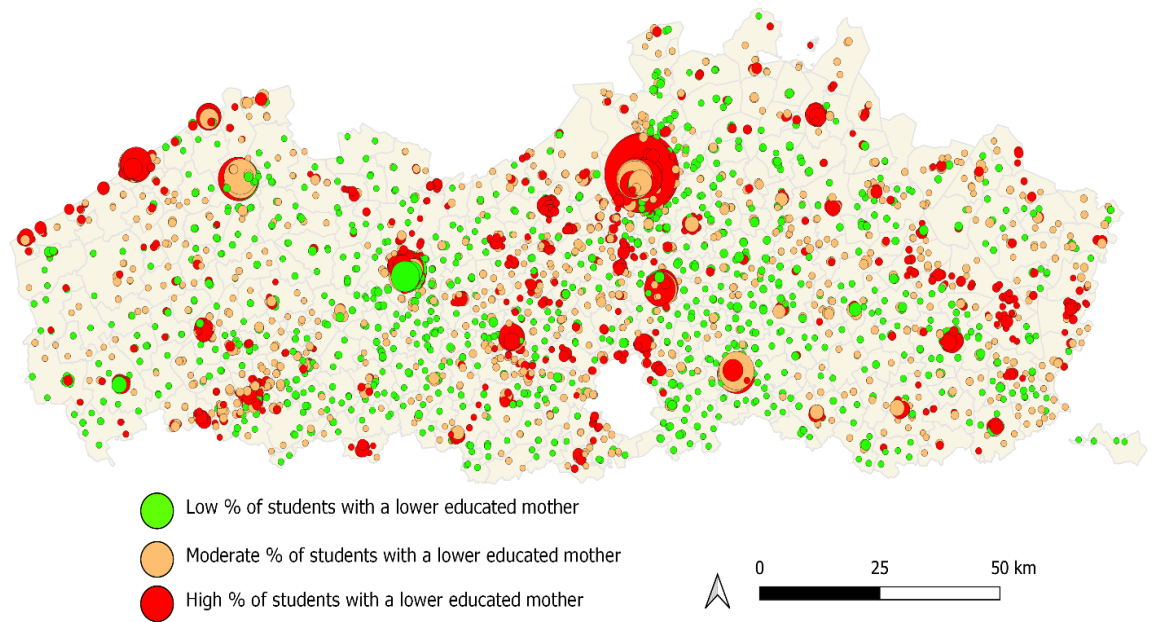 Low % of students with a lower educated mother
Moderate % of students with a lower educated mother
High % of students with a lower educated mother
0 25 50 km